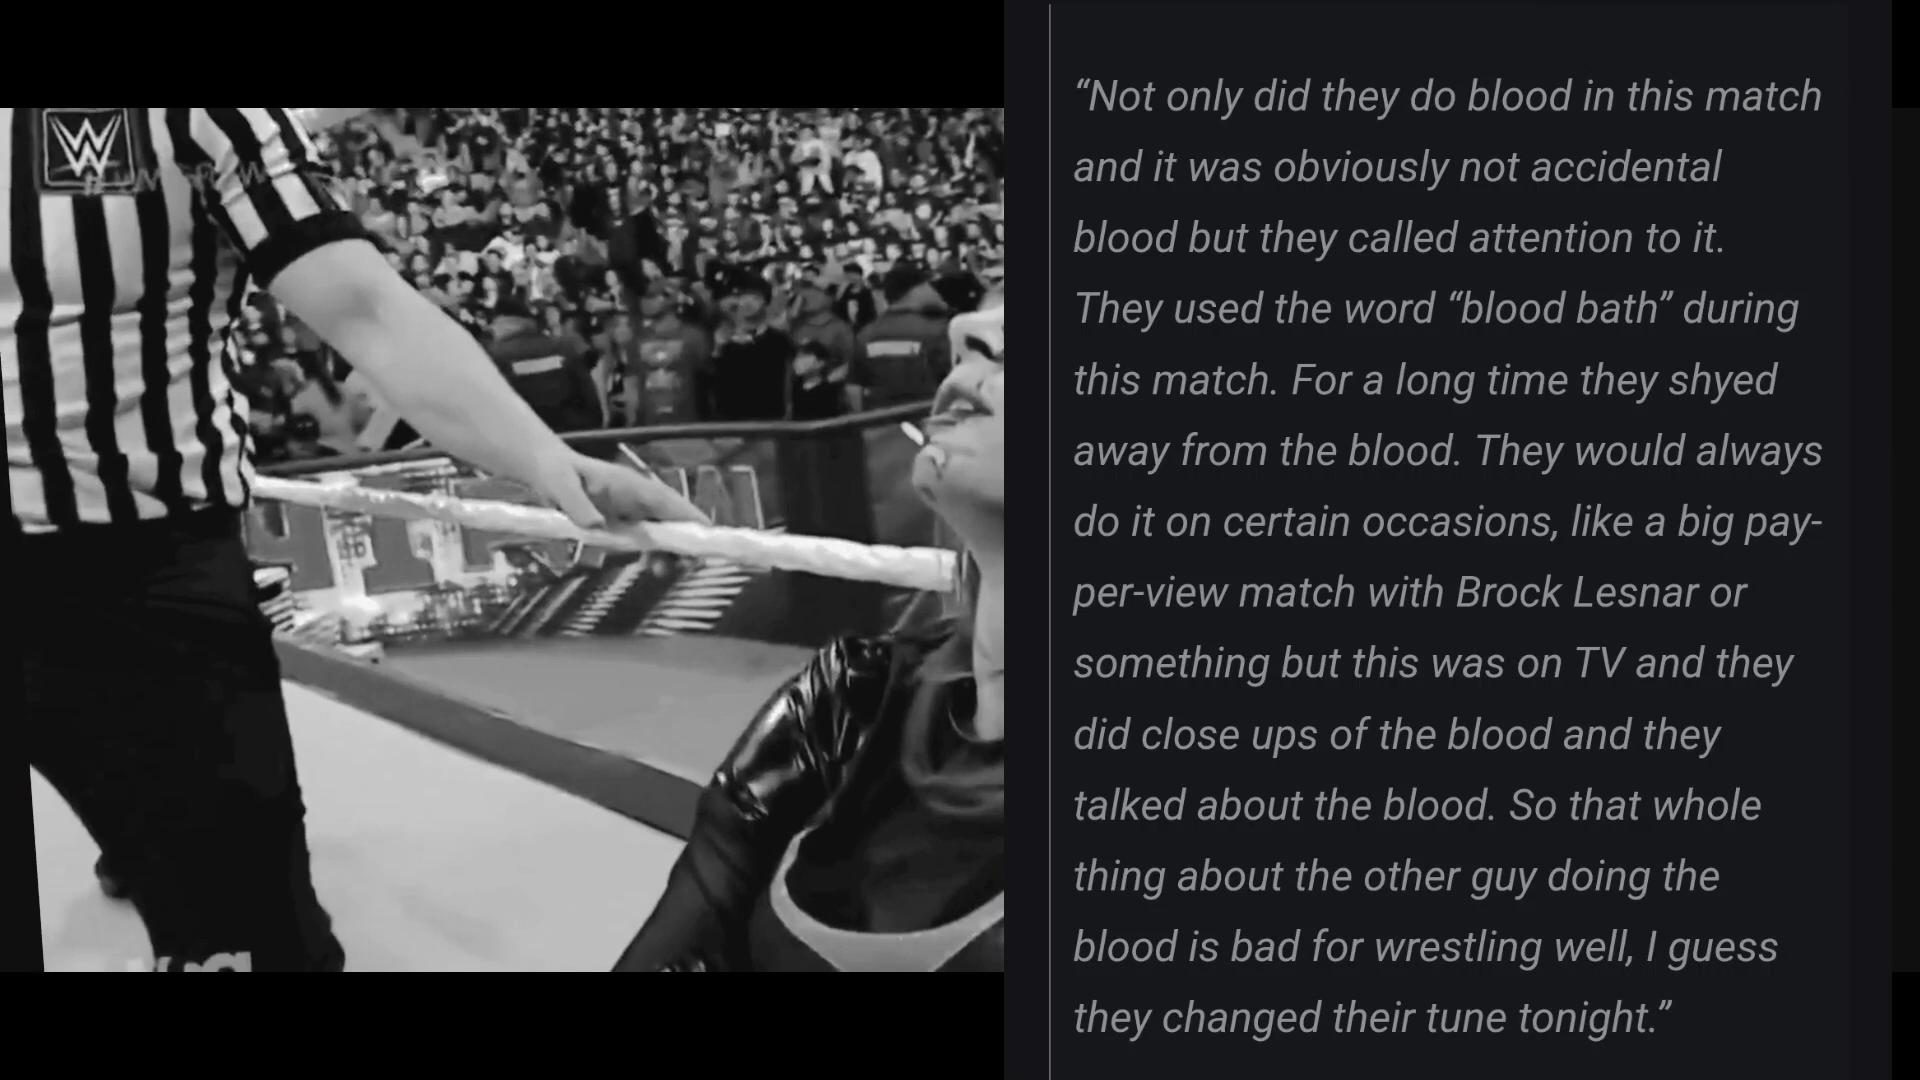 W
“Not only did they do blood in this match
and it was obviously not accidental
blood but they called attention to it.
They used the word “blood bath” during
this match. For a long time they shyed
away from the blood. They would always
do it on certain occasions, like a big pay-
per-view match with Brock Lesnar or
something but this was on TV and they
did close ups of the blood and they
talked about the blood. So that whole
thing about the other guy doing the
blood is bad for wrestling well, I guess
they changed their tune tonight.”